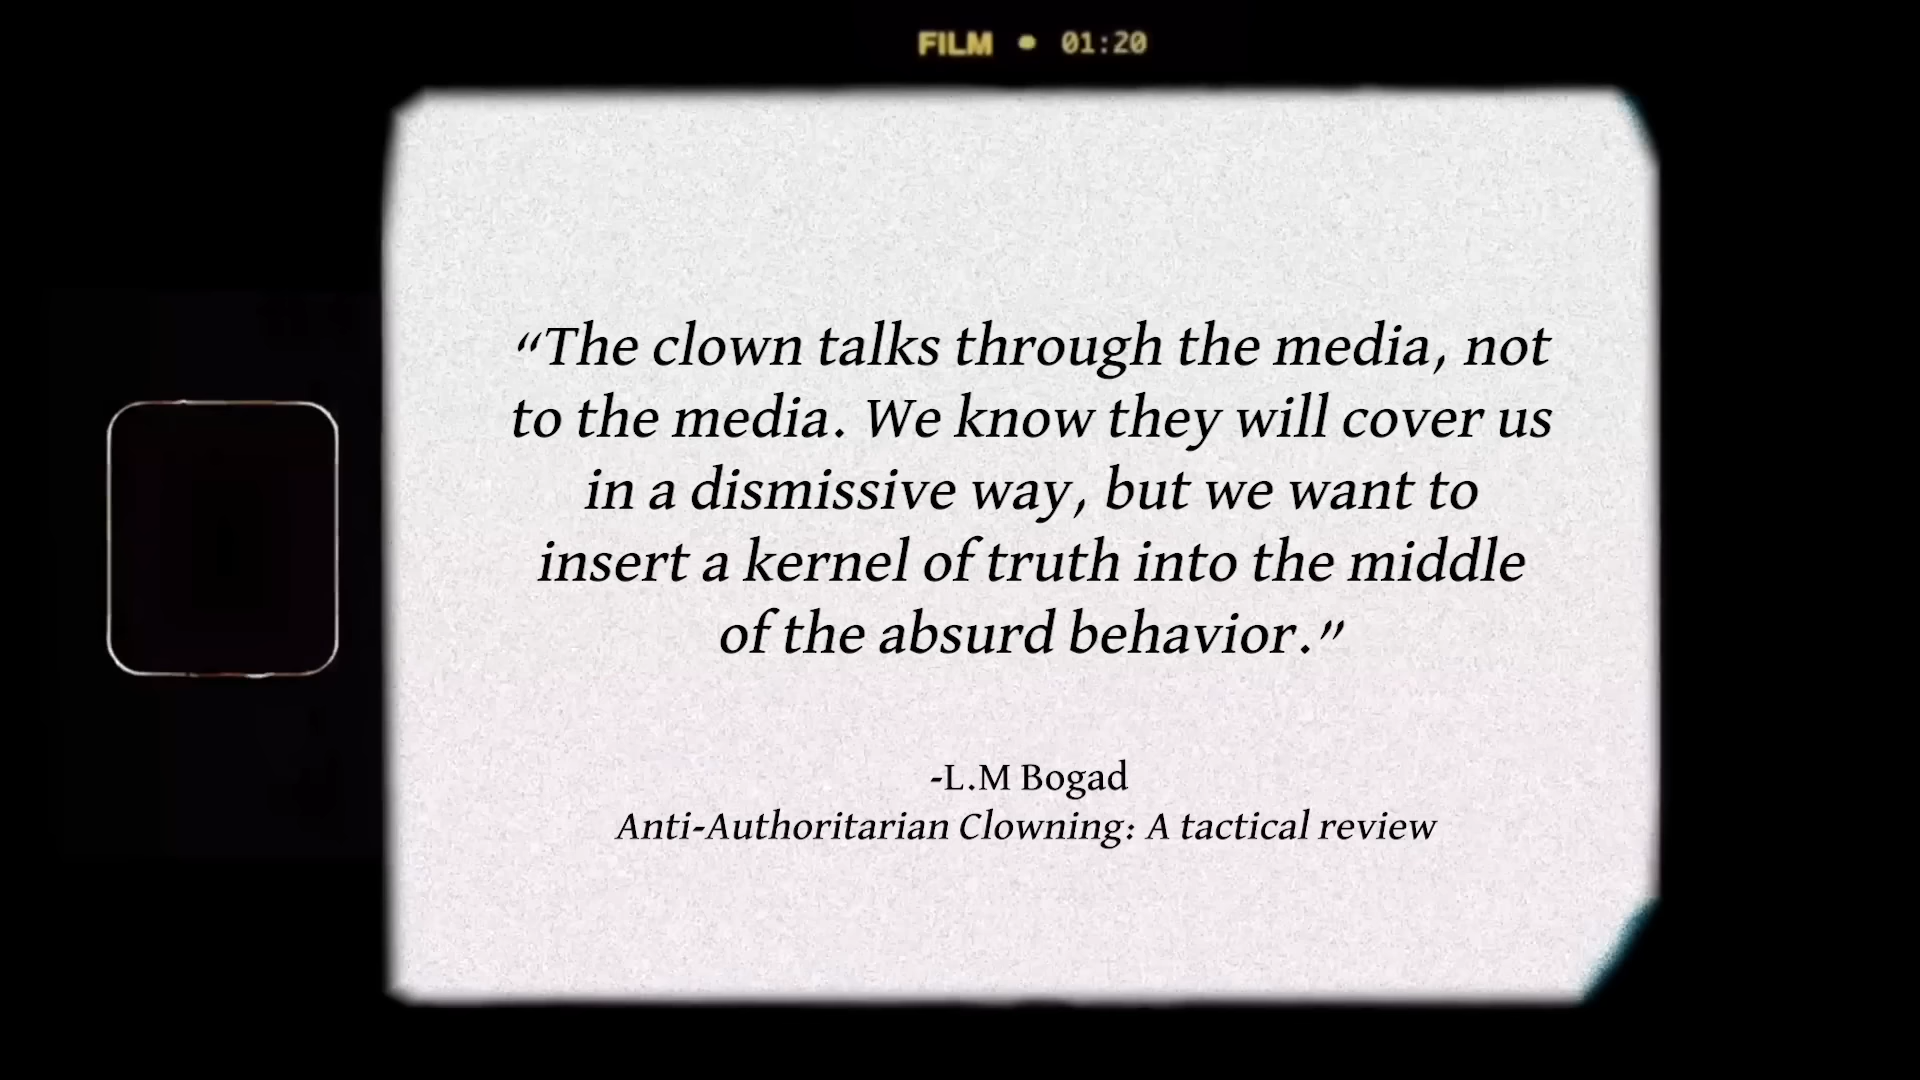 FILM • 01:20
“The clown talks through the media, not
to the media. We know they will cover us
in a dismissive way, but we want to
insert a kernel of truth into the middle
of the absurd behavior.”
-L.M Bogad
Anti-Authoritarian Clowning: A tactical review